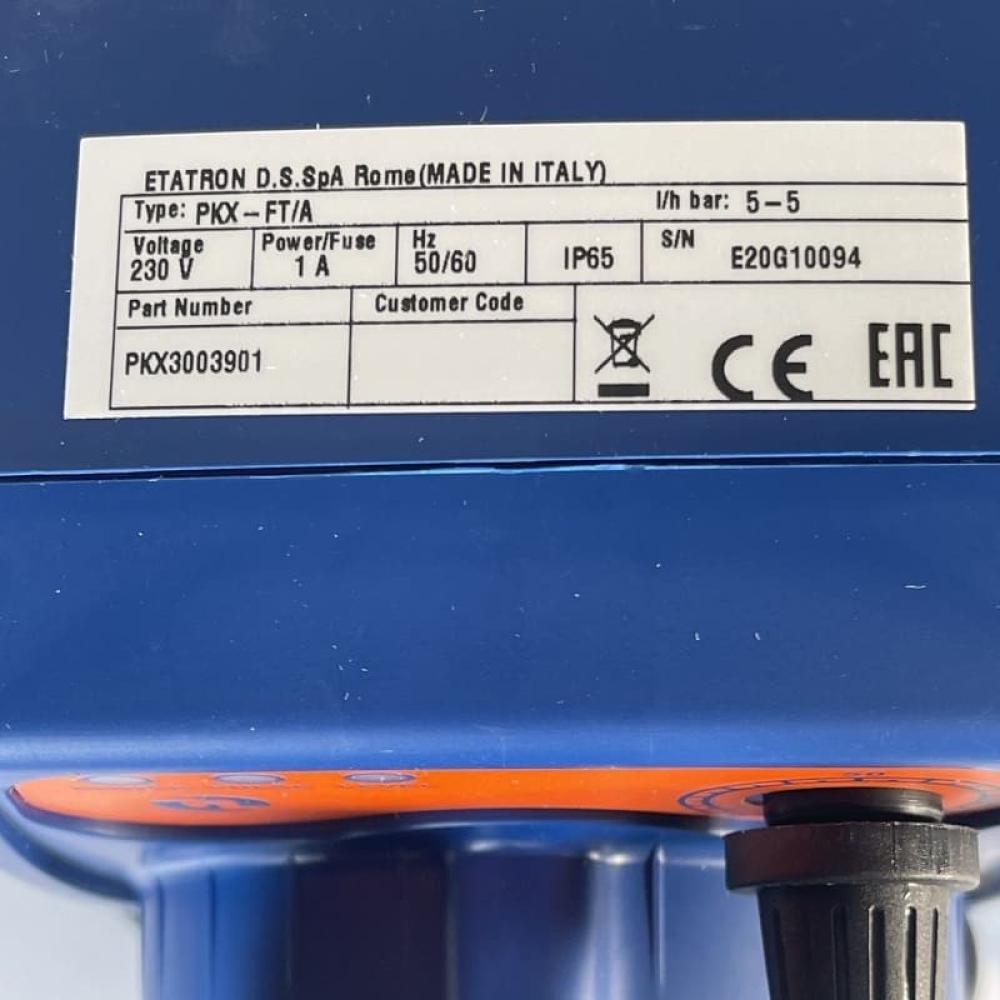 ETATRON D.S.SpA Rome(MADE IN ITALY)
Type: PKX-FT/A l/h bar: 5-5
Voltage Power/Fuse Hz IP65 S/N E20G10094
230 V 1 A 50/60
Part Number Customer Code
PKX3003901
CE EAC
50